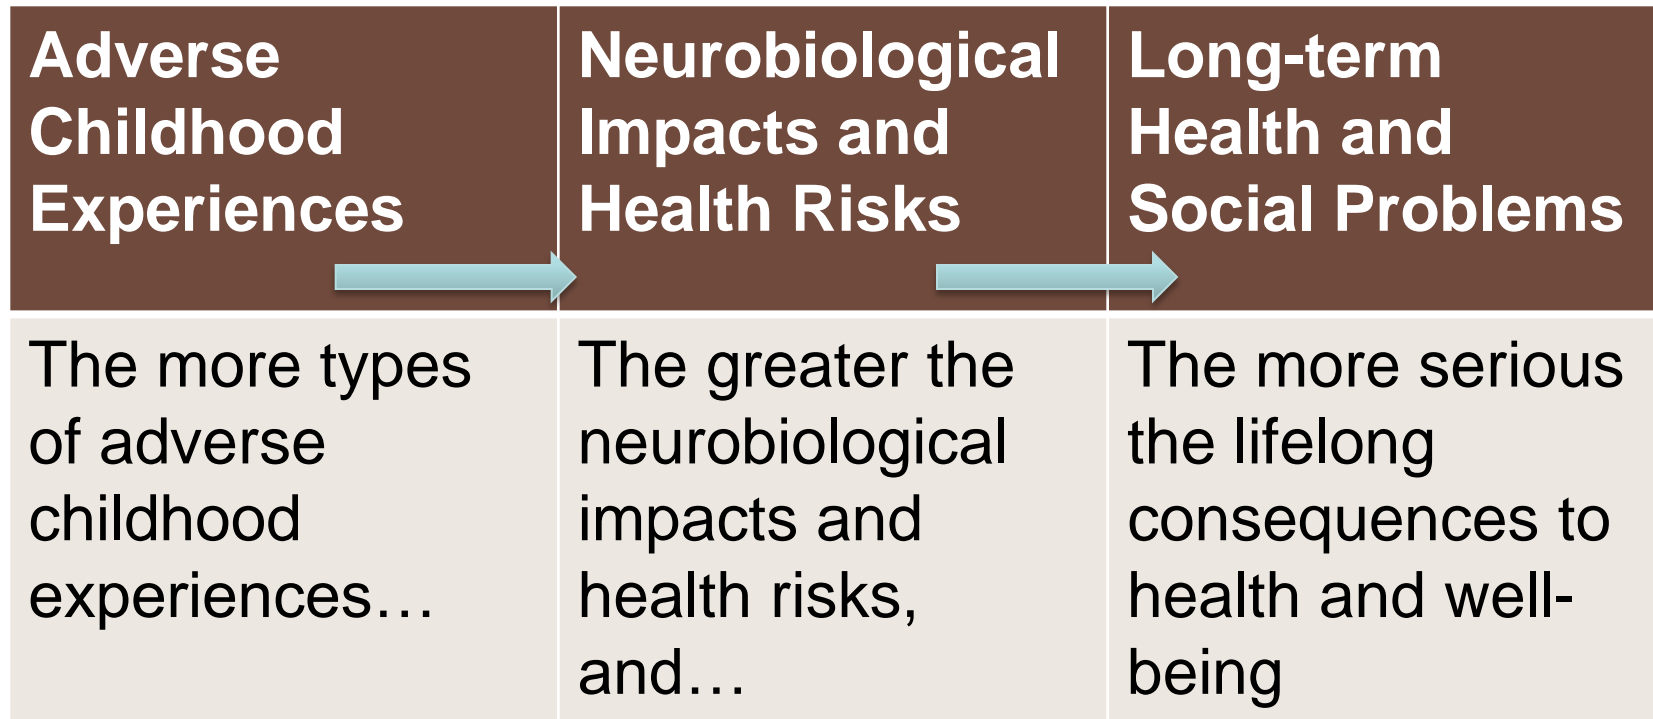 Adverse
Childhood
Experiences
Neurobiological
Impacts and
Health Risks
Long-term
Health and
Social Problems
The more types
of adverse
childhood
experiences…
The greater the
neurobiological
impacts and
health risks,
and…
The more serious
the lifelong
consequences to
health and well-
being